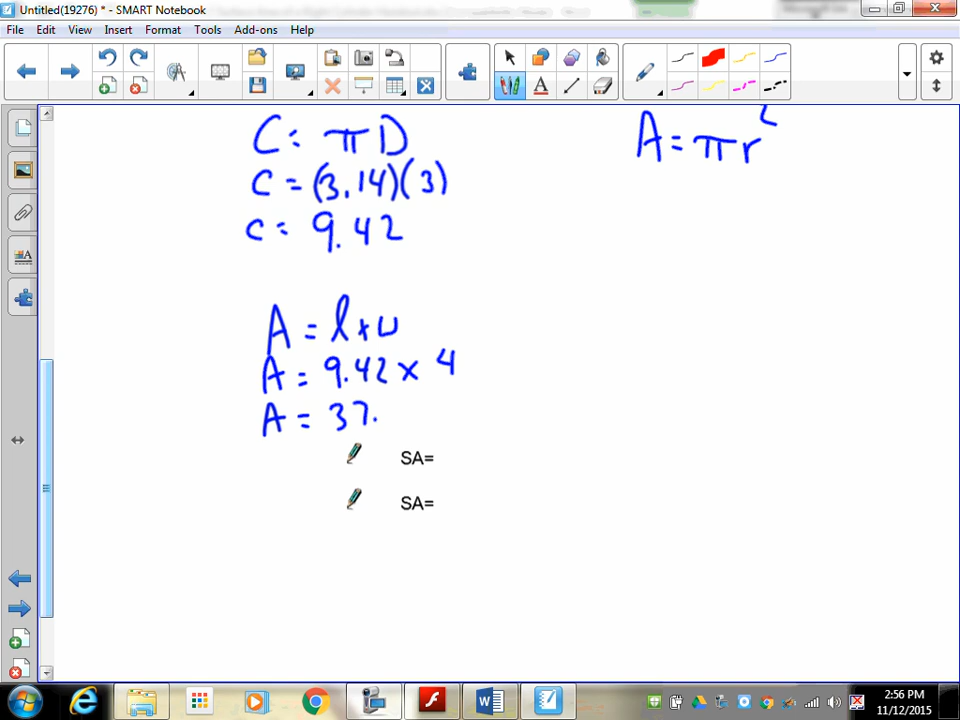 Untitled(19276) * - SMART Notebook
File Edit View Insert Format Tools Add-ons Help
C = πD
C = (3.14)(3)
C = 9.42
A = πr²
A = l × w
A = 9.42 × 4
A = 37.
SA=
SA=
2:56 PM
11/12/2015